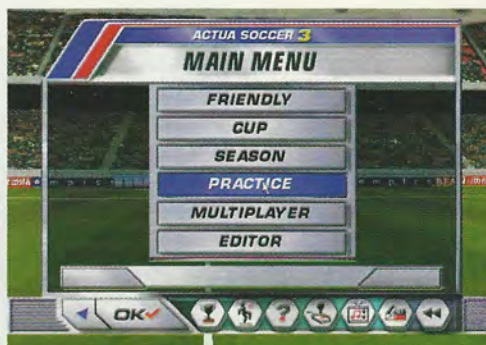 ACTUA SOCCER 3
MAIN MENU
FRIENDLY
CUP
SEASON
PRACTICE
MULTIPLAYER
EDITOR
OK